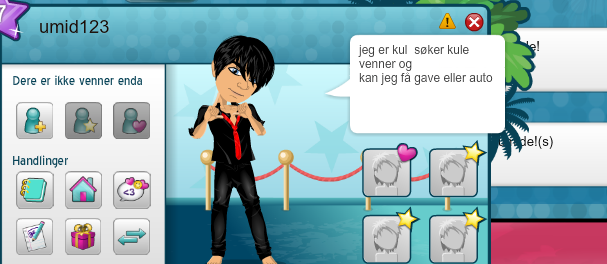 umid123
jeg er kul  søker kule
venner og
kan jeg få gave eller auto
Dere er ikke venner enda
Handlinger
<3